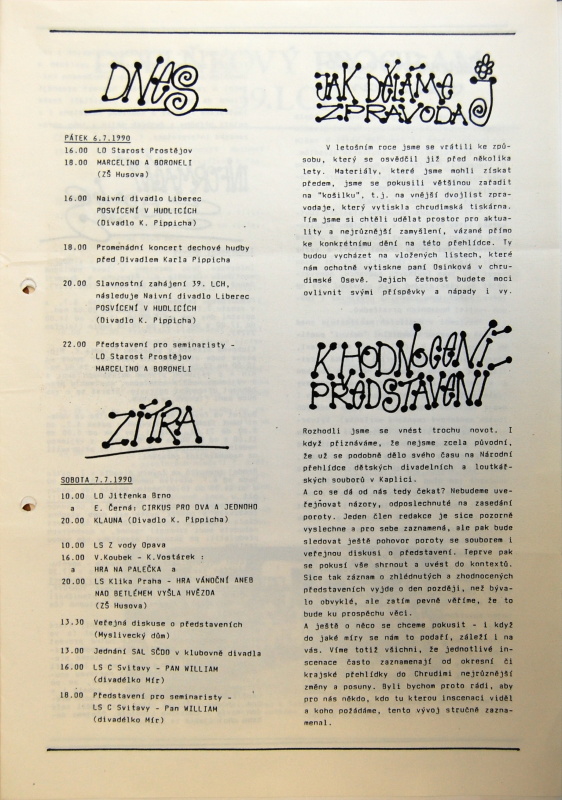 DNES
PÁTEK 6.7.1990
16.00 LD Starost Prostějov
18.00 MARCELINO A BORONELI
(ZŠ Husova)
16.00 Naivní divadlo Liberec
POSVÍCENÍ V HUDLICÍCH
(Divadlo K. Pippicha)
18.00 Promenádní koncert dechové hudby
před Divadlem Karla Pippicha
20.00 Slavnostní zahájení 39. LCH,
následuje Naivní divadlo Liberec
POSVÍCENÍ V HUDLICÍCH
(Divadlo K. Pippicha)
22.00 Představení pro seminaristy -
LD Starost Prostějov
MARCELINO A BORONELI
ZÍTRA
SOBOTA 7.7.1990
10.00 LD Jitřenka Brno
a E. Černá: CIRKUS PRO DVA A JEDNOHO
20.00 KLAUNA (Divadlo K. Pippicha)
10.00 LS Z vody Opava
16.00 V.Koubek - K.Vostárek :
a HRA NA PALEČKA a
20.00 LS Klika Praha - HRA VÁNOČNÍ ANEB
NAD BETLÉMEM VYŠLA HVĚZDA
(ZŠ Husova)
13.30 Veřejná diskuse o představeních
(Myslivecký dům)
13.00 Jednání SAL SČDO v klubovně divadla
16.00 LS C Svitavy - PAN WILLIAM
(divadélko Mír)
18.00 Představení pro seminaristy -
LS C Svitavy - Pan WILLIAM
(divadélko Mír)
JAK DĚLÁME
ZPRAVODAJ
V letošním roce jsme se vrátili ke způ-
sobu, který se osvědčil již před několika
lety. Materiály, které jsme mohli získat
předem, jsme se pokusili většinou zařadit
na "košilku", t.j. na vnější dvojlist zpra-
vodaje, který vytiskla chrudimská tiskárna.
Tím jsme si chtěli udělat prostor pro aktua-
lity a nejrůznější zamyšlení, vázané přímo
ke konkrétnímu dění na této přehlídce. Ty
budou vycházet na vložených listech, které
nám ochotně vytiskne paní Osinková v chru-
dimské Osevě. Jejich četnost budete moci
ovlivnit svými příspěvky a nápady i vy.
K HODNOCENÍ
PŘEDSTAVENÍ
Rozhodli jsme se vnést trochu novot. I
když přiznáváme, že nejsme zcela původní,
že už se podobně dělo svého času na Národní
přehlídce dětských divadelních a loutkář-
ských souborů v Kaplici.
A co se dá od nás tedy čekat? Nebudeme uve-
řejňovat názory, odposlechnuté na zasedání
poroty. Jeden člen redakce je sice pozorně
vyslechne a pro sebe zaznamená, ale pak bude
sledovat ještě pohovor poroty se souborem i
veřejnou diskusi o představení. Teprve pak
se pokusí vše shrnout a uvést do kontextů.
Sice tak záznam o zhlédnutých a zhodnocených
představeních vyjde o den později, než býva-
lo obvyklé, ale zatím pevně věříme, že to
bude ku prospěchu věci.
A ještě o něco se chceme pokusit - i když
do jaké míry se nám to podaří, záleží i na
vás. Víme totiž všichni, že jednotlivé in-
scenace často zaznamenají od okresní či
krajské přehlídky do Chrudimi nejrůznější
změny a posuny. Byli bychom proto rádi, aby
pro nás někdo, kdo tu kterou inscenaci viděl
a koho požádáme, tento vývoj stručně zazna-
menal.